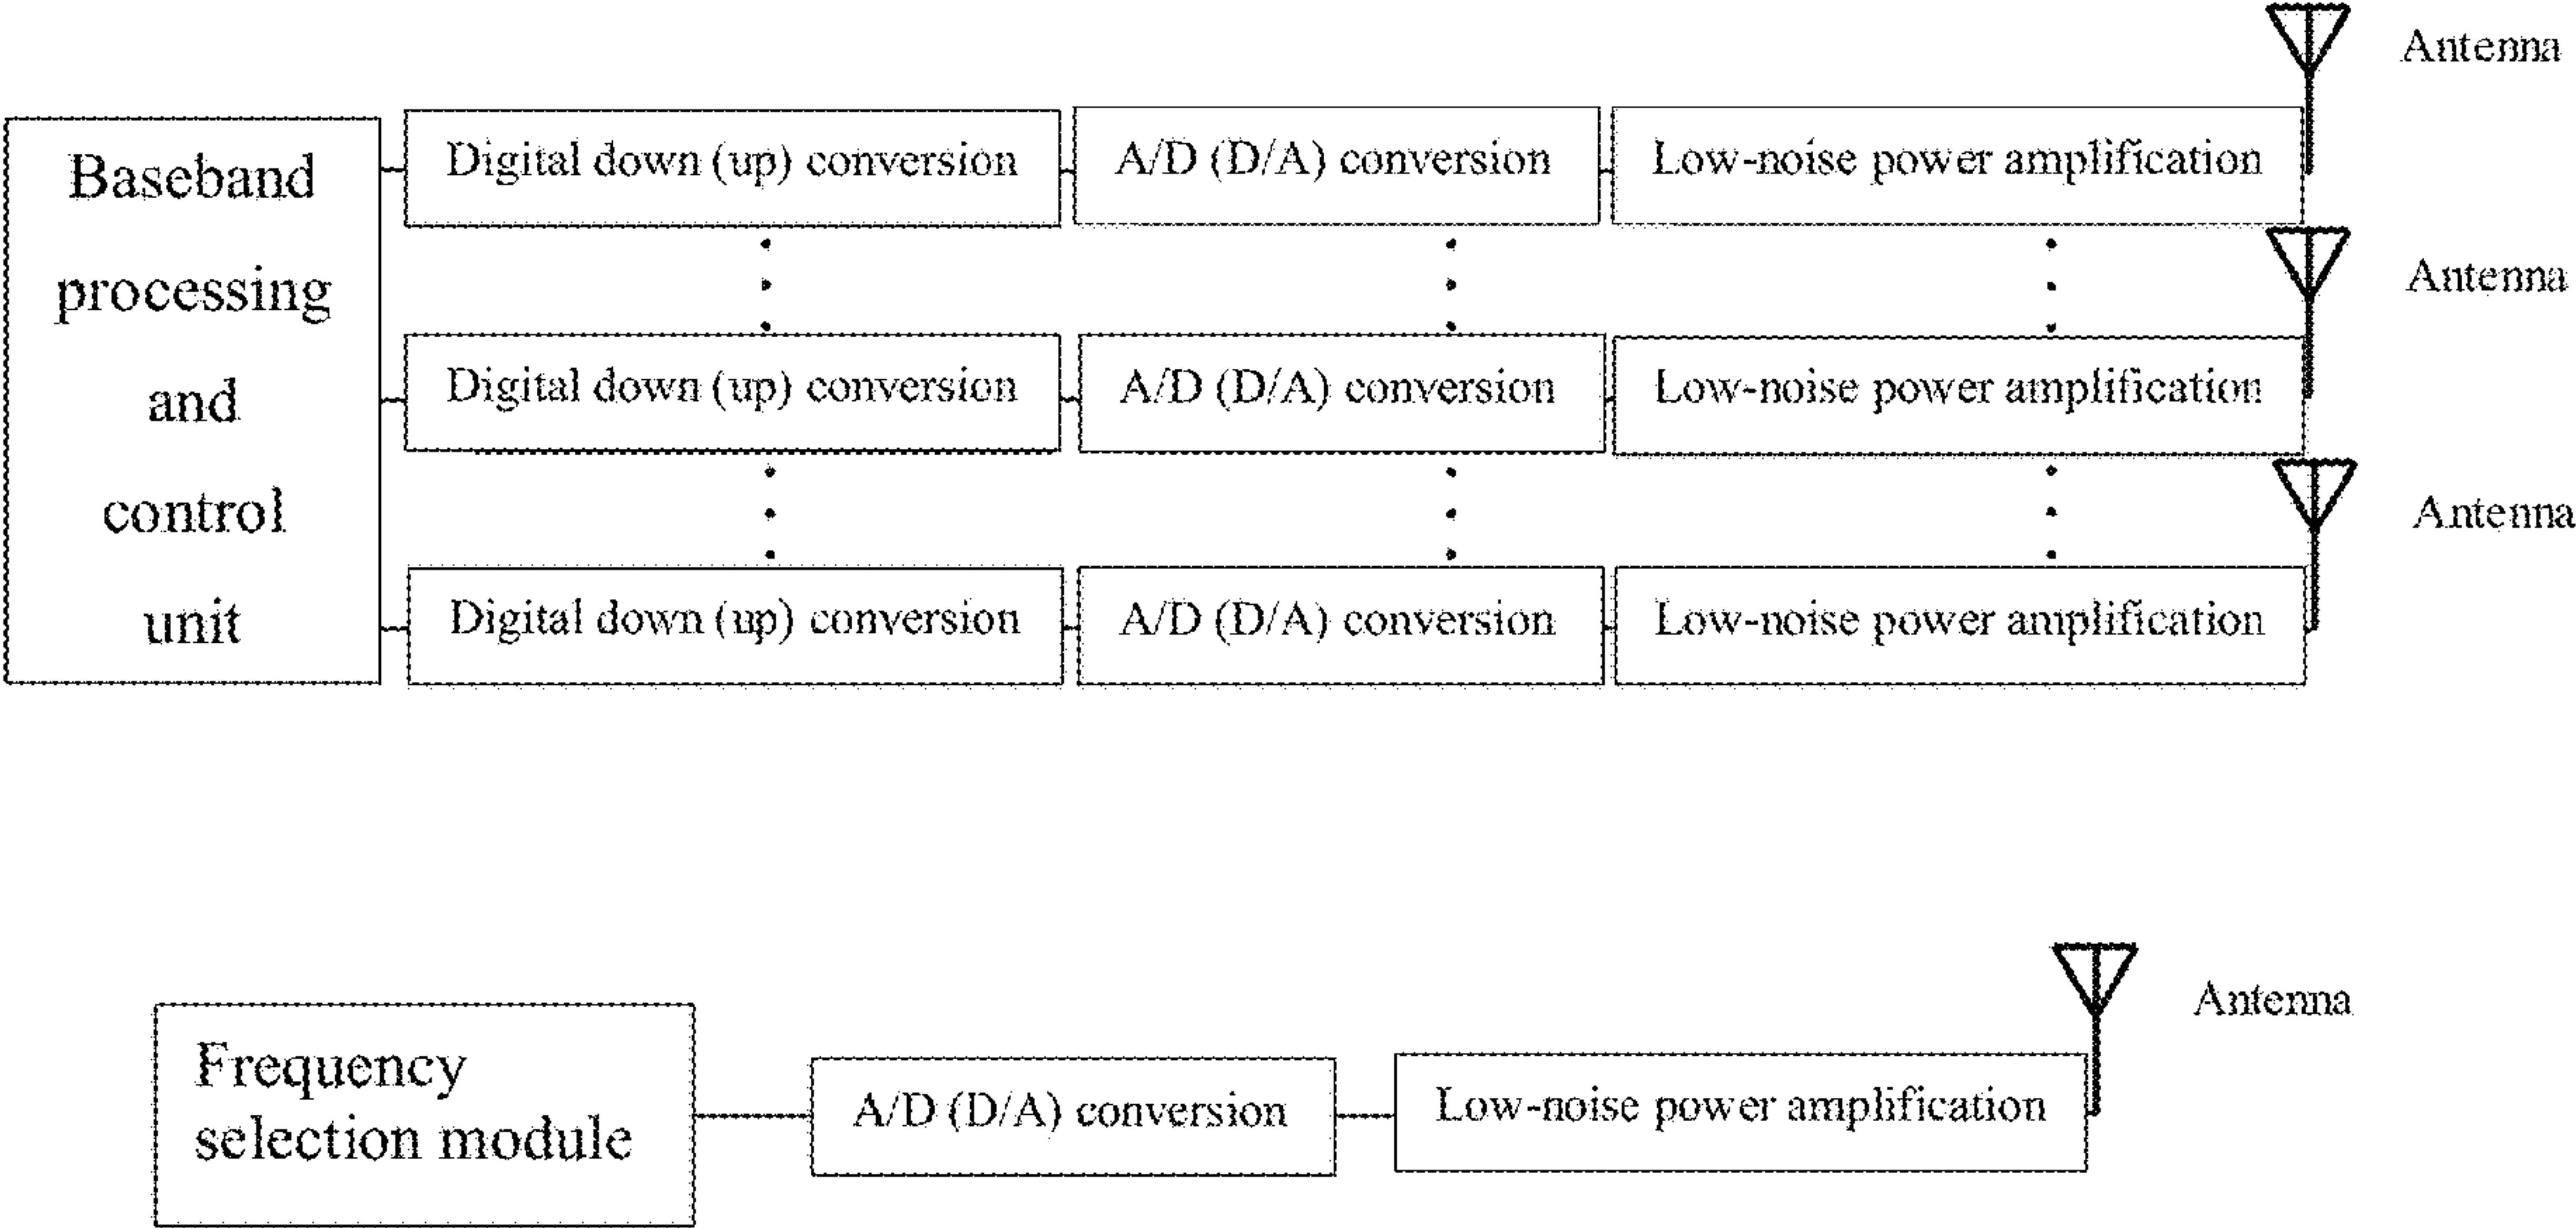 Antenna
Baseband
processing
and
control
unit
Digital down (up) conversion
A/D (D/A) conversion
Low-noise power amplification
Antenna
Digital down (up) conversion
A/D (D/A) conversion
Low-noise power amplification
Antenna
Digital down (up) conversion
A/D (D/A) conversion
Low-noise power amplification
Antenna
Frequency
selection module
A/D (D/A) conversion
Low-noise power amplification